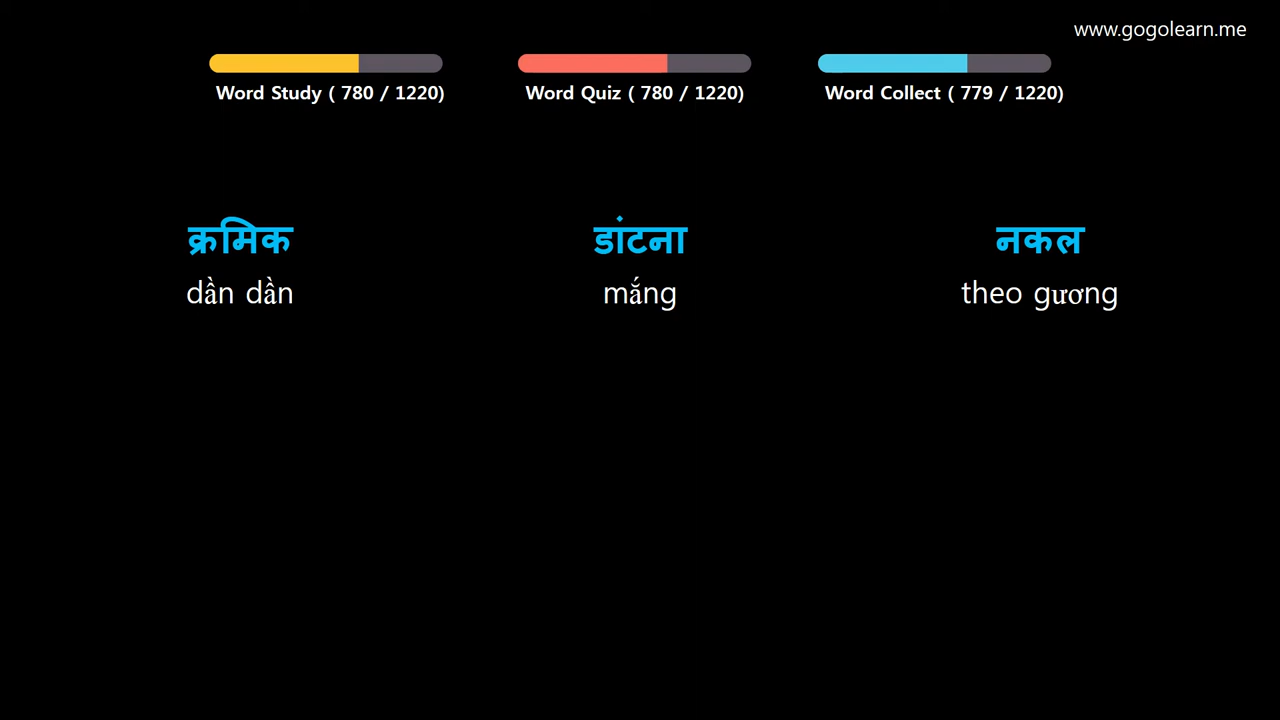 www.gogolearn.me
Word Study ( 780 / 1220)
Word Quiz ( 780 / 1220)
Word Collect ( 779 / 1220)
क्रमिक
डांटना
नकल
dần dần
mắng
theo gương